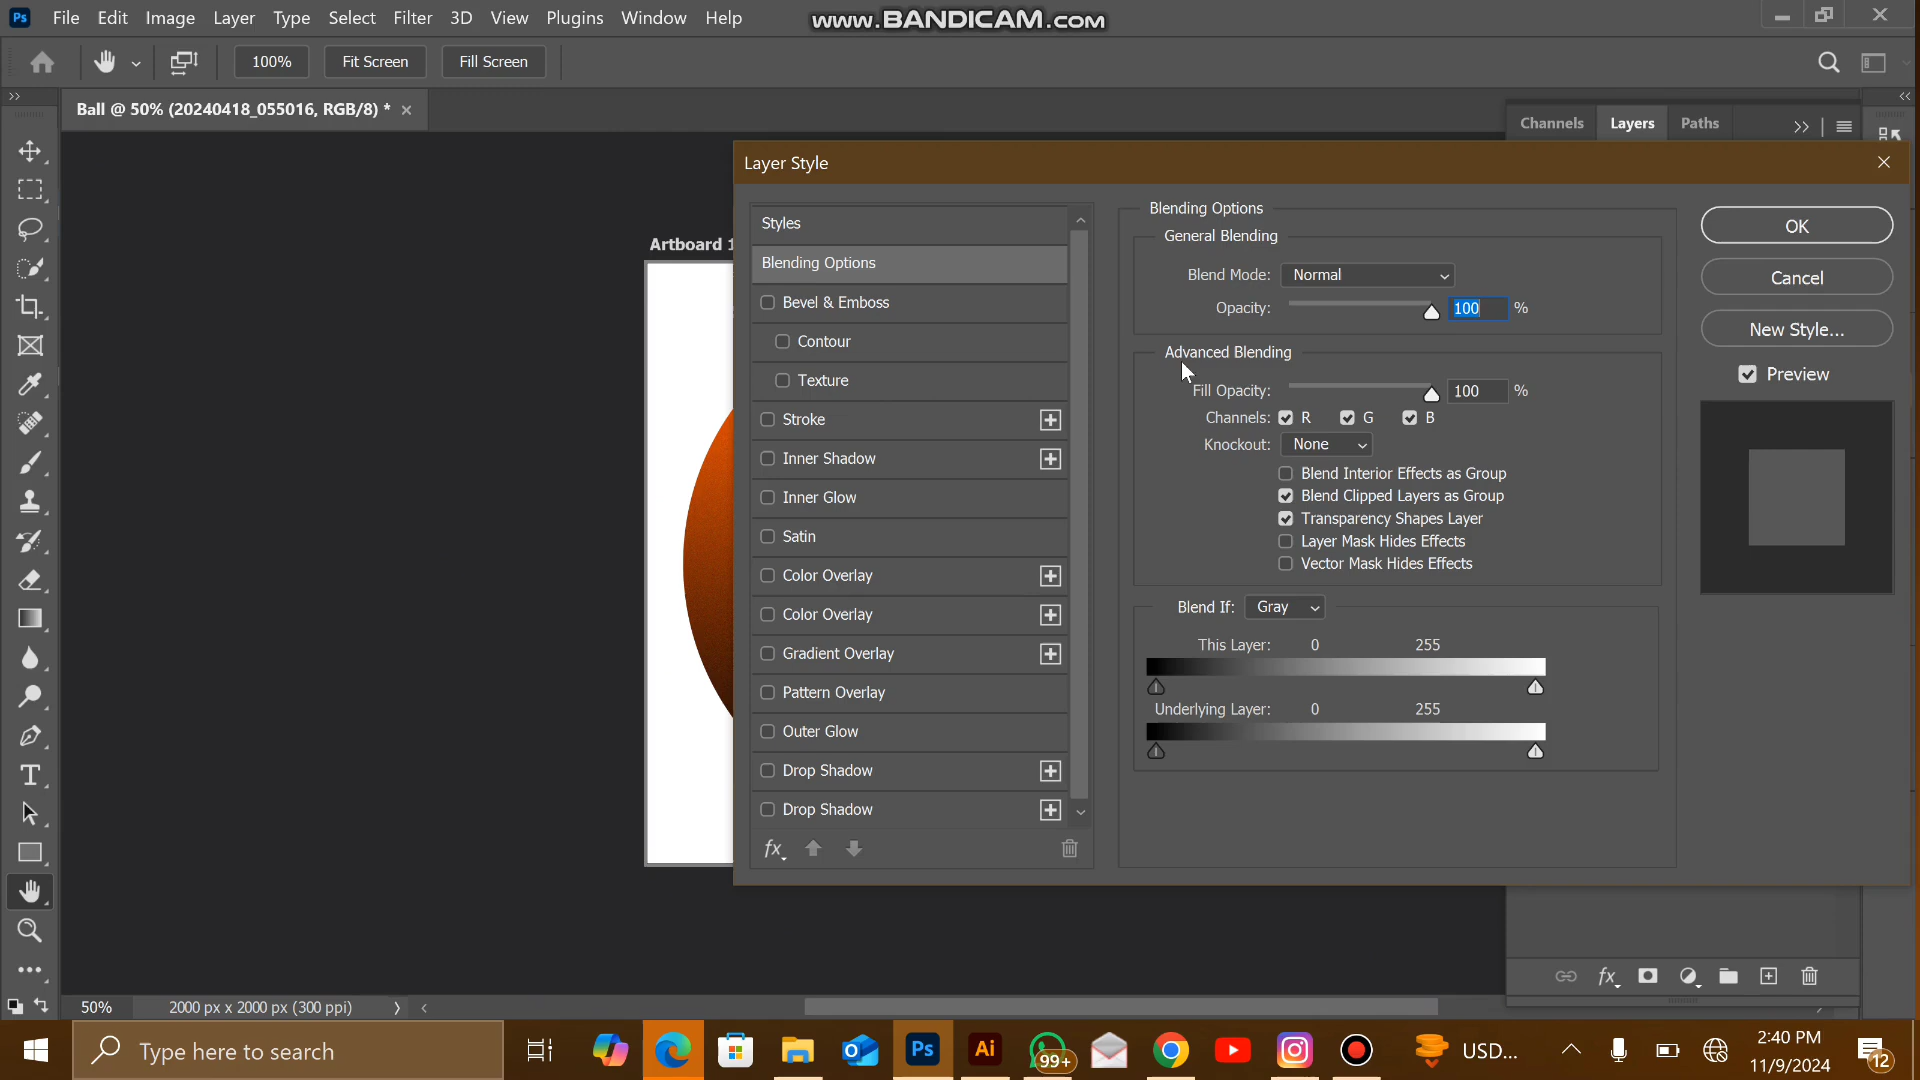 Ps File Edit Image Layer Type Select Filter 3D View Plugins Window Help
www.BANDICAM.com
100% Fit Screen Fill Screen
Ball @ 50% (20240418_055016, RGB/8) *
Channels Layers Paths
Layer Style
Artboard 1
Styles
Blending Options
Bevel & Emboss
Contour
Texture
Stroke
Inner Shadow
Inner Glow
Satin
Color Overlay
Color Overlay
Gradient Overlay
Pattern Overlay
Outer Glow
Drop Shadow
Drop Shadow
fx
Blending Options
General Blending
Blend Mode: Normal
Opacity: 100 %
Advanced Blending
Fill Opacity: 100 %
Channels: R G B
Knockout: None
Blend Interior Effects as Group
Blend Clipped Layers as Group
Transparency Shapes Layer
Layer Mask Hides Effects
Vector Mask Hides Effects
Blend If: Gray
This Layer: 0 255
Underlying Layer: 0 255
OK
Cancel
New Style...
Preview
fx
50% 2000 px x 2000 px (300 ppi)
Type here to search
Ps
Ai
99+
USD...
2:40 PM
11/9/2024
12